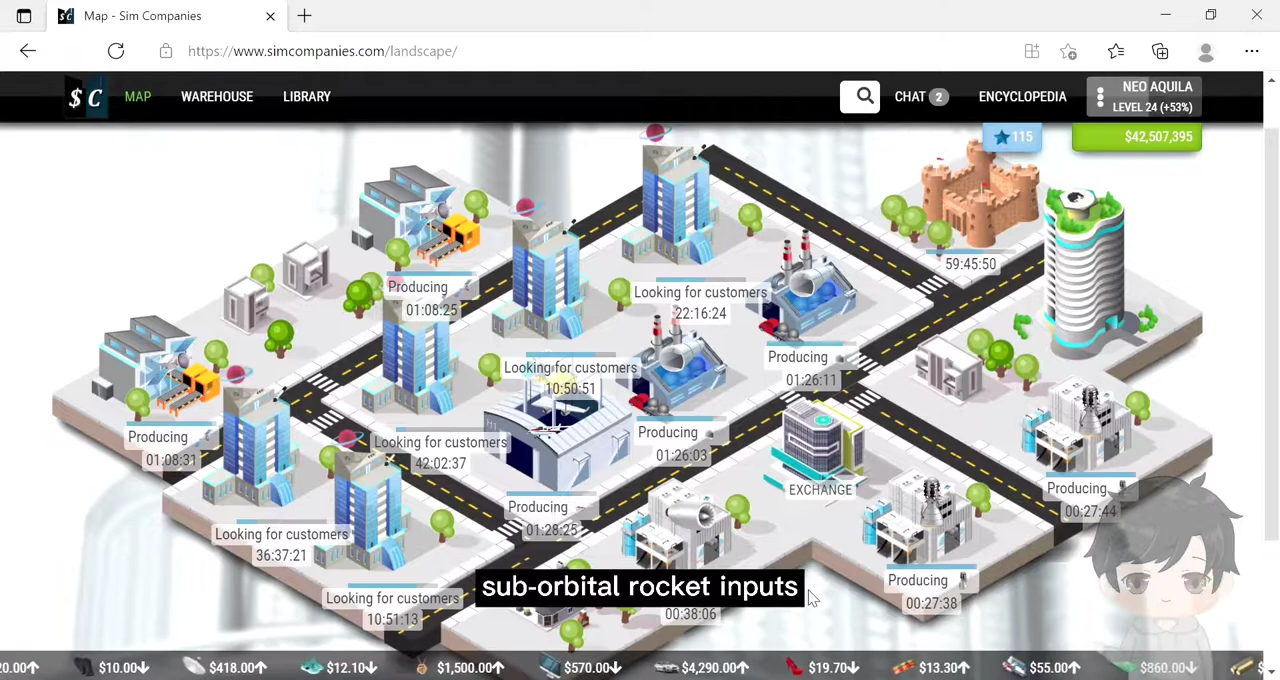 Map - Sim Companies
https://www.simcompanies.com/landscape/
$C
MAP
WAREHOUSE
LIBRARY
CHAT 2
ENCYCLOPEDIA
NEO AQUILA
LEVEL 24 (+53%)
115
$42,507,395
59:45:50
Producing
01:08:25
Looking for customers
22:16:24
Producing
01:26:11
Looking for customers
10:50:51
Producing
01:08:31
Looking for customers
42:02:37
Producing
01:26:03
EXCHANGE
Producing
00:27:44
Producing
01:28:25
Looking for customers
36:37:21
Producing
00:27:38
Looking for customers
10:51:13
sub-orbital rocket inputs
00:38:06
20.00 $10.00 $418.00 $12.10 $1,500.00 $570.00 $4,290.00 $19.70 $13.30 $55.00 $860.00